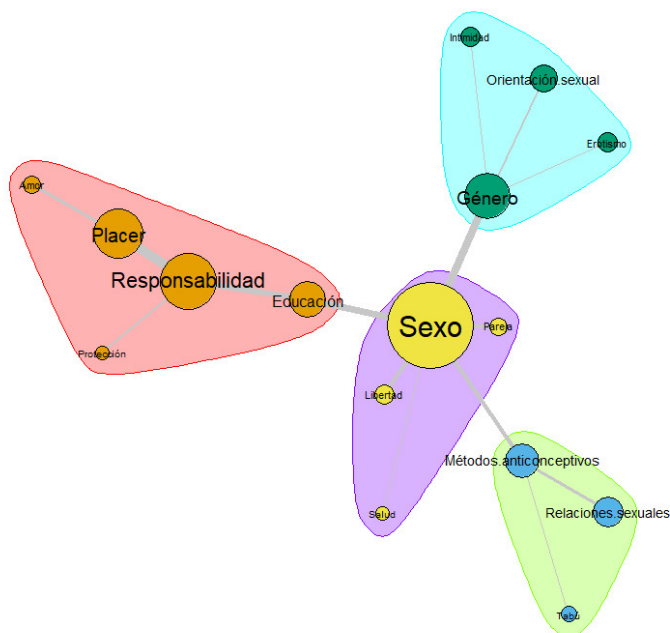 Intimidad
Orientación.sexual
Erotismo
Amor
Género
Placer
Responsabilidad
Educación
Sexo
Pareja
Protección
Libertad
Métodos.anticonceptivos
Relaciones.sexuales
Salud
Tabú